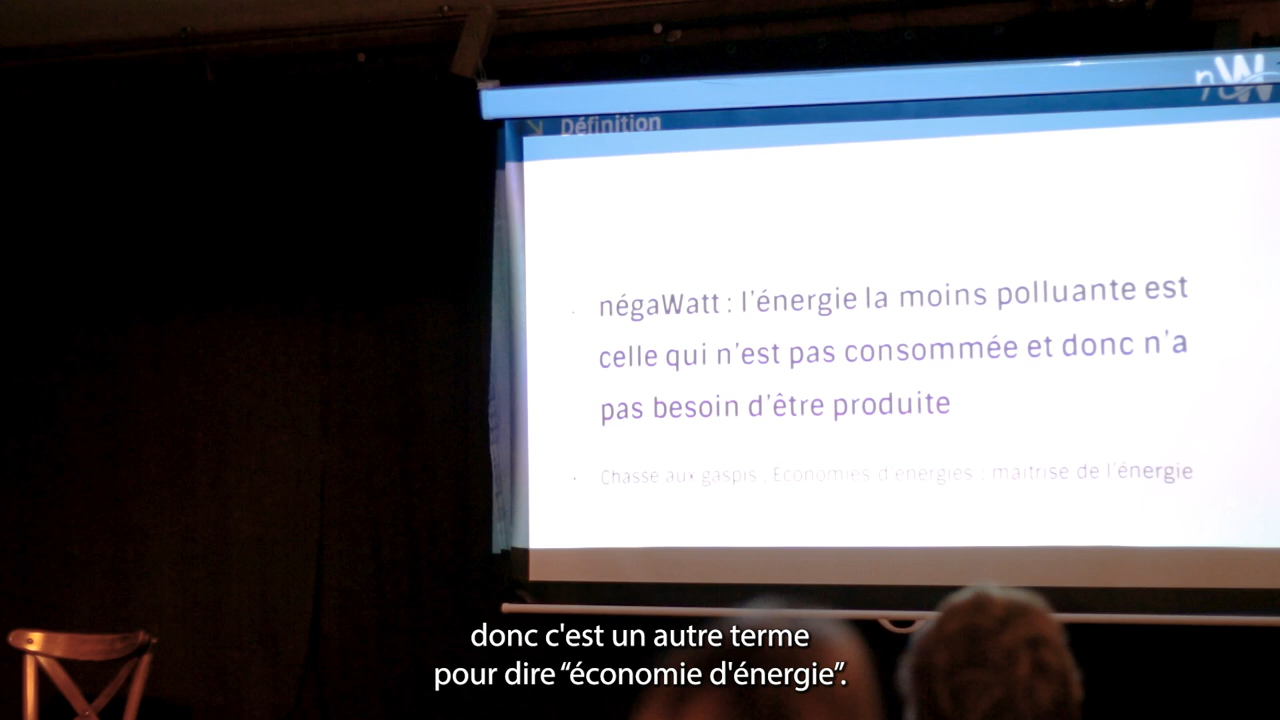 nW
Définition
négaWatt : l'énergie la moins polluante est
celle qui n'est pas consommée et donc n'a
pas besoin d'être produite
Chasse aux gaspis ; Economies d'énergies ; maitrise de l'énergie
donc c'est un autre terme
pour dire “économie d'énergie”.